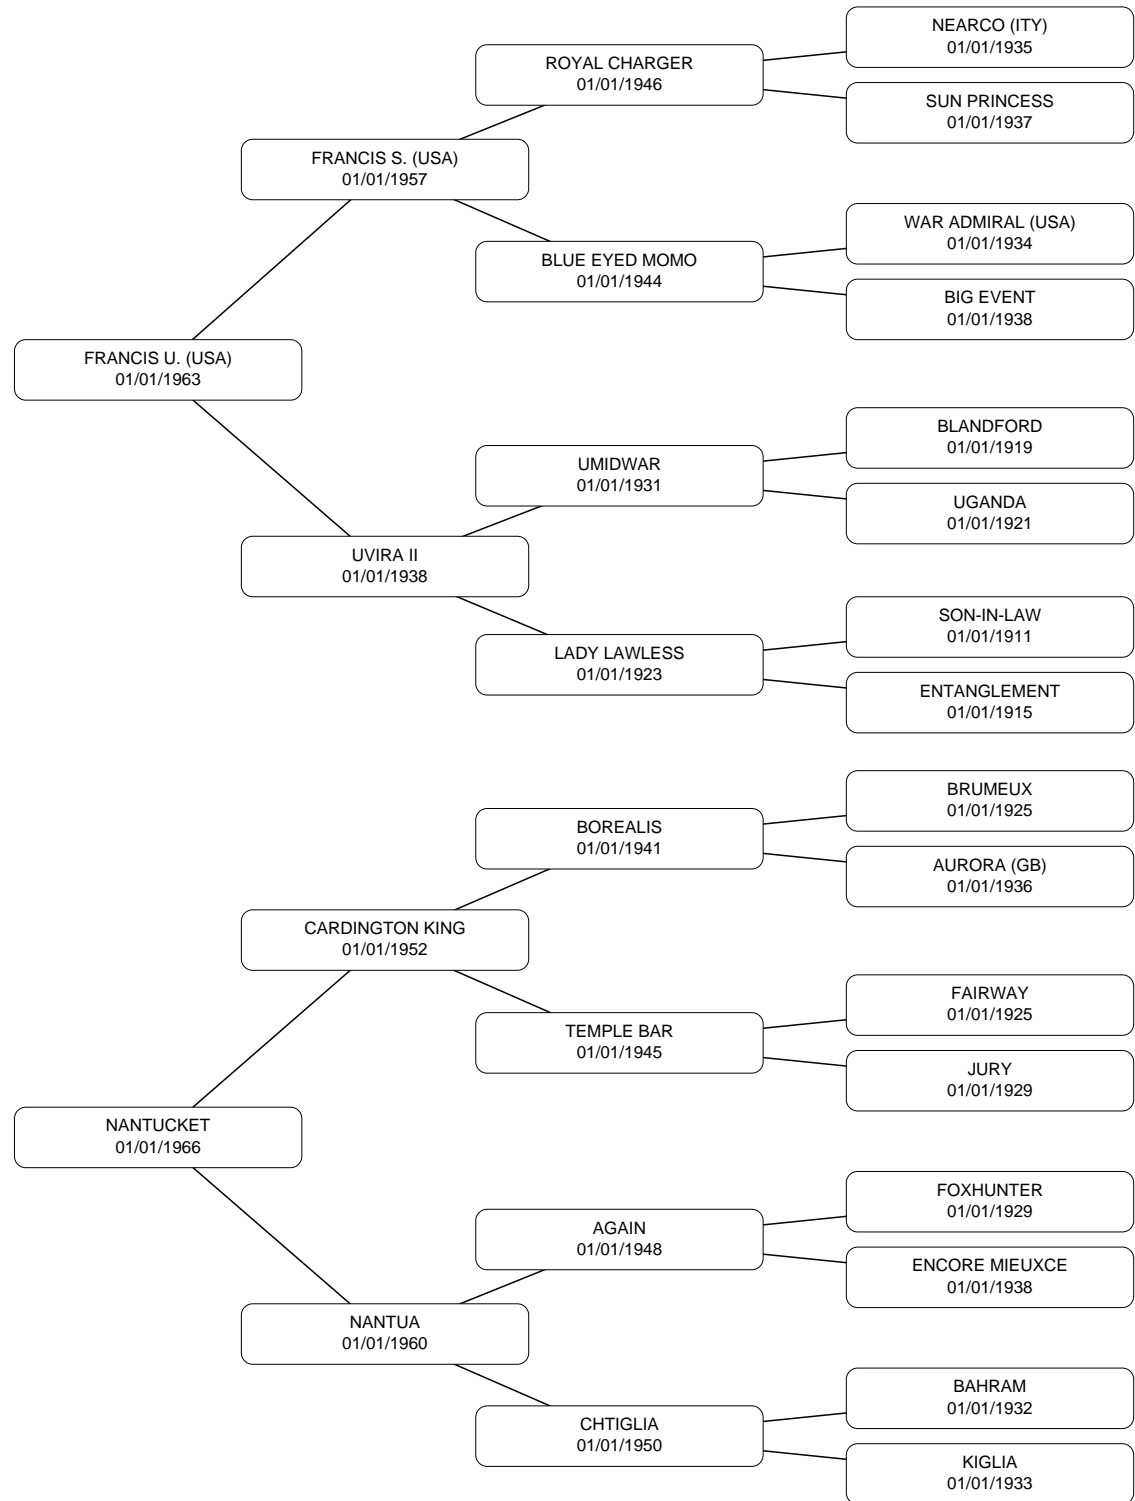 NEARCO (ITY)
01/01/1935
ROYAL CHARGER
01/01/1946
SUN PRINCESS
01/01/1937
FRANCIS S. (USA)
01/01/1957
WAR ADMIRAL (USA)
01/01/1934
BLUE EYED MOMO
01/01/1944
BIG EVENT
01/01/1938
FRANCIS U. (USA)
01/01/1963
BLANDFORD
01/01/1919
UMIDWAR
01/01/1931
UGANDA
01/01/1921
UVIRA II
01/01/1938
SON-IN-LAW
01/01/1911
LADY LAWLESS
01/01/1923
ENTANGLEMENT
01/01/1915
BRUMEUX
01/01/1925
BOREALIS
01/01/1941
AURORA (GB)
01/01/1936
CARDINGTON KING
01/01/1952
FAIRWAY
01/01/1925
TEMPLE BAR
01/01/1945
JURY
01/01/1929
NANTUCKET
01/01/1966
FOXHUNTER
01/01/1929
AGAIN
01/01/1948
ENCORE MIEUXCE
01/01/1938
NANTUA
01/01/1960
BAHRAM
01/01/1932
CHTIGLIA
01/01/1950
KIGLIA
01/01/1933